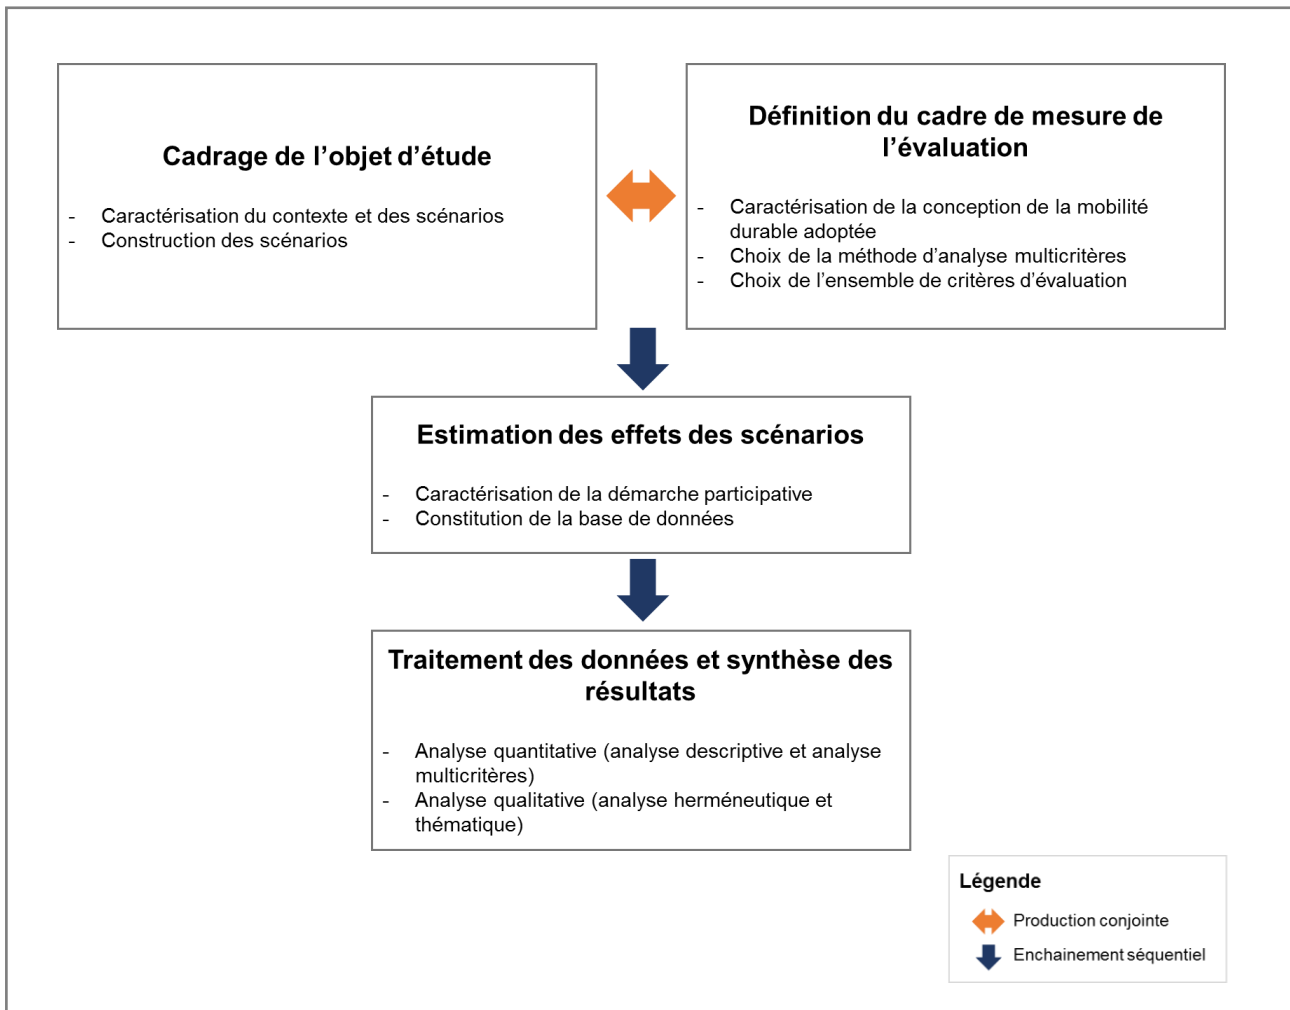 Cadrage de l’objet d’étude
- Caractérisation du contexte et des scénarios
- Construction des scénarios
Définition du cadre de mesure de
l’évaluation
- Caractérisation de la conception de la mobilité
durable adoptée
- Choix de la méthode d’analyse multicritères
- Choix de l’ensemble de critères d’évaluation
Estimation des effets des scénarios
- Caractérisation de la démarche participative
- Constitution de la base de données
Traitement des données et synthèse des
résultats
- Analyse quantitative (analyse descriptive et analyse
multicritères)
- Analyse qualitative (analyse herméneutique et
thématique)
Légende
Production conjointe
Enchainement séquentiel